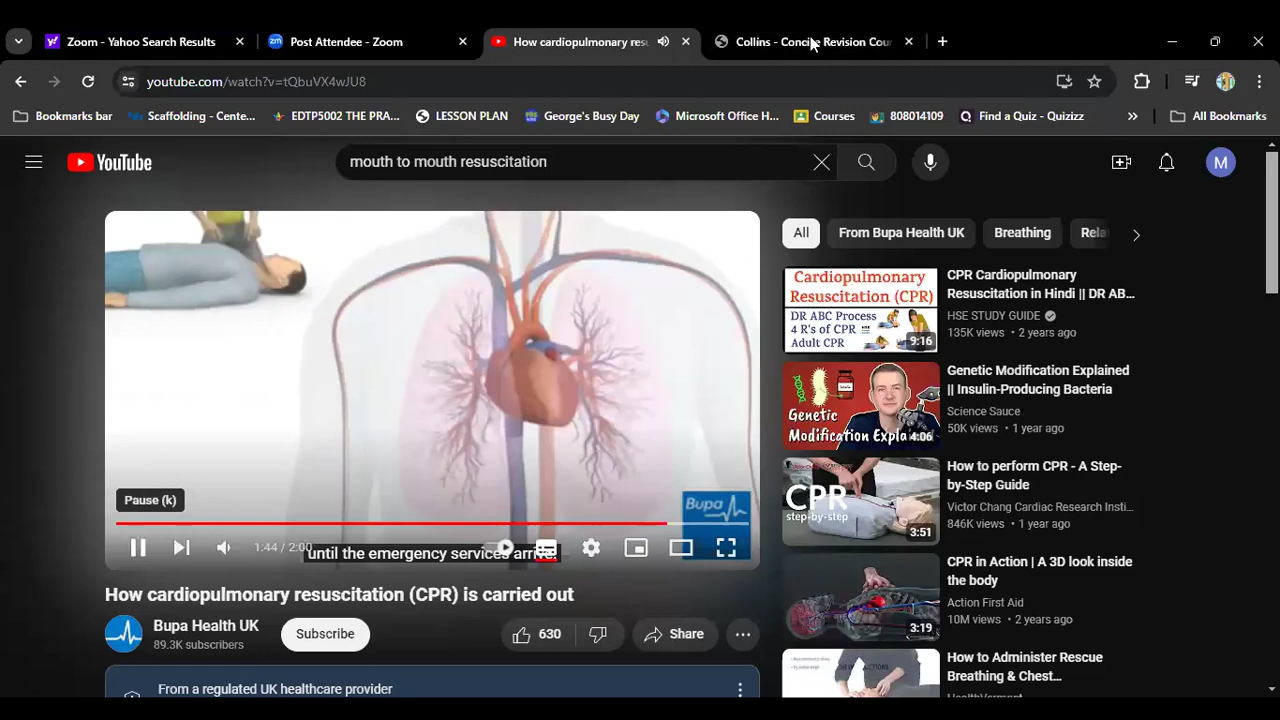 Zoom - Yahoo Search Results
Post Attendee - Zoom
How cardiopulmonary res
Collins - Concise Revision Cou
youtube.com/watch?v=tQbuVX4wJU8
Bookmarks bar
Scaffolding - Cente...
EDTP5002 THE PRA...
LESSON PLAN
George's Busy Day
Microsoft Office H...
Courses
808014109
Find a Quiz - Quizizz
All Bookmarks
YouTube
mouth to mouth resuscitation
M
All
From Bupa Health UK
Breathing
Rela
Pause (k)
Bupa
1:44 / 2:00
until the emergency services arrive.
How cardiopulmonary resuscitation (CPR) is carried out
Bupa Health UK
89.3K subscribers
Subscribe
630
Share
From a regulated UK healthcare provider
Cardiopulmonary
Resuscitation (CPR)
DR ABC Process
4 R's of CPR
Adult CPR
9:16
CPR Cardiopulmonary
Resuscitation in Hindi || DR AB...
HSE STUDY GUIDE
135K views • 2 years ago
Genetic
Modification Expla
4:06
Genetic Modification Explained
|| Insulin-Producing Bacteria
Science Sauce
50K views • 1 year ago
CPR
step-by-step
3:51
How to perform CPR - A Step-
by-Step Guide
Victor Chang Cardiac Research Insti...
846K views • 1 year ago
3:19
CPR in Action | A 3D look inside
the body
Action First Aid
10M views • 2 years ago
How to Administer Rescue
Breathing & Chest...